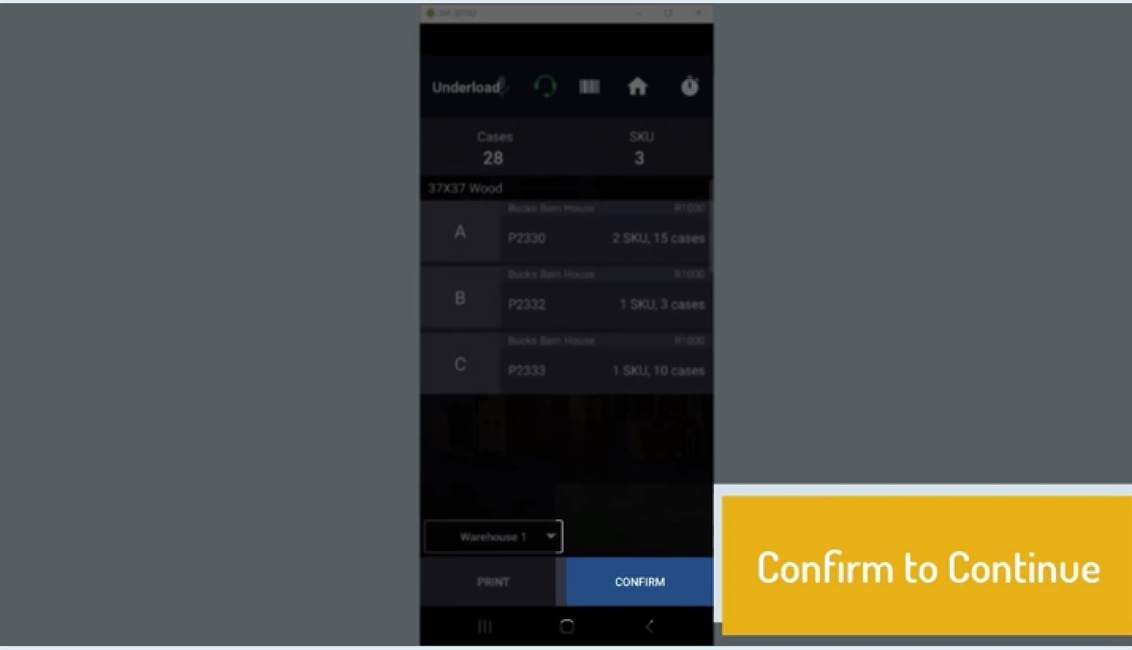 Underload
Cases
SKU
28
3
37X37 Wood
Bucks Barn House R1000
A
P2330
2 SKU, 15 cases
Bucks Barn House R1000
B
P2332
1 SKU, 3 cases
Bucks Barn House R1000
C
P2333
1 SKU, 10 cases
Warehouse 1
PRINT
CONFIRM
Confirm to Continue